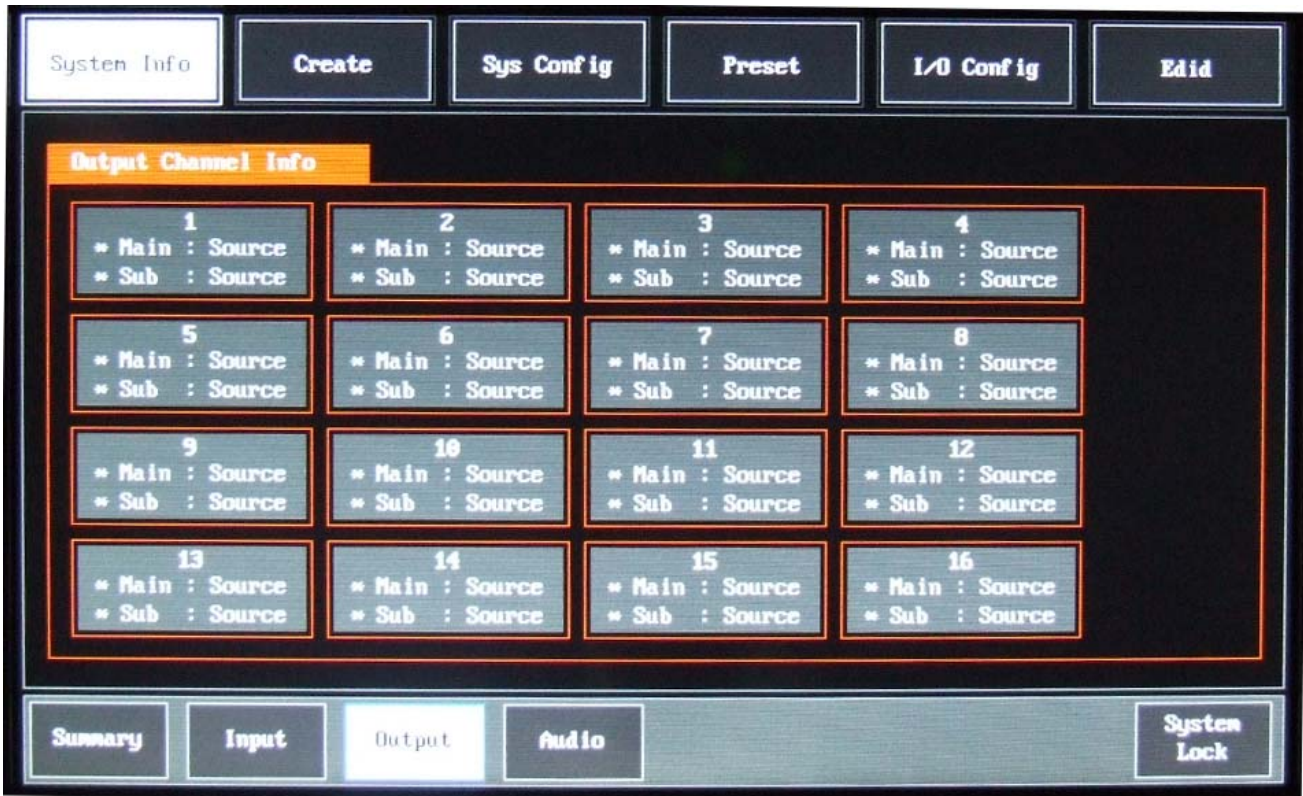 System Info Create Sys Config Preset I/O Config Edid
Output Channel Info
1 2 3 4
* Main : Source * Main : Source * Main : Source * Main : Source
* Sub : Source * Sub : Source * Sub : Source * Sub : Source
5 6 7 8
* Main : Source * Main : Source * Main : Source * Main : Source
* Sub : Source * Sub : Source * Sub : Source * Sub : Source
9 10 11 12
* Main : Source * Main : Source * Main : Source * Main : Source
* Sub : Source * Sub : Source * Sub : Source * Sub : Source
13 14 15 16
* Main : Source * Main : Source * Main : Source * Main : Source
* Sub : Source * Sub : Source * Sub : Source * Sub : Source
Summary Input Output Audio System
Lock